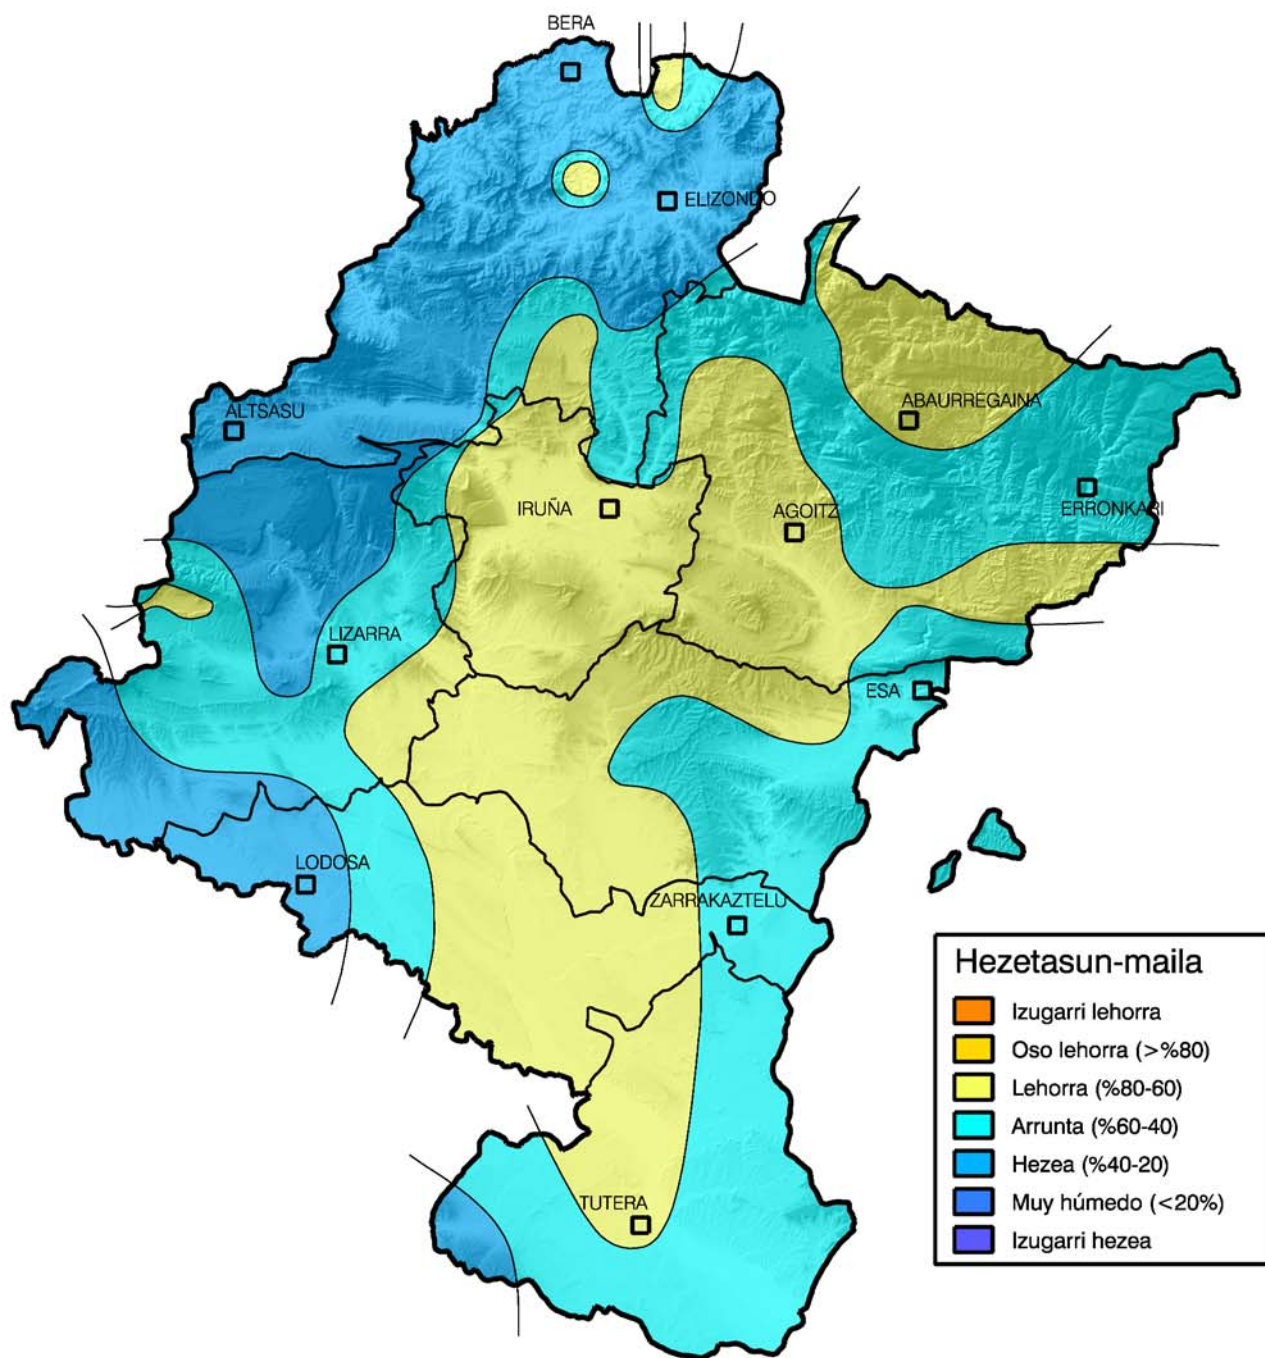 BERA
ELIZONDO
ALTSASU
ABAURREGAINA
IRUÑA
AGOITZ
ERRONKARI
LIZARRA
ESA
LODOSA
ZARRAKAZTELU
TUTERA
Hezetasun-maila
Izugarri lehorra
Oso lehorra (>%80)
Lehorra (%80-60)
Arrunta (%60-40)
Hezea (%40-20)
Muy húmedo (<20%)
Izugarri hezea